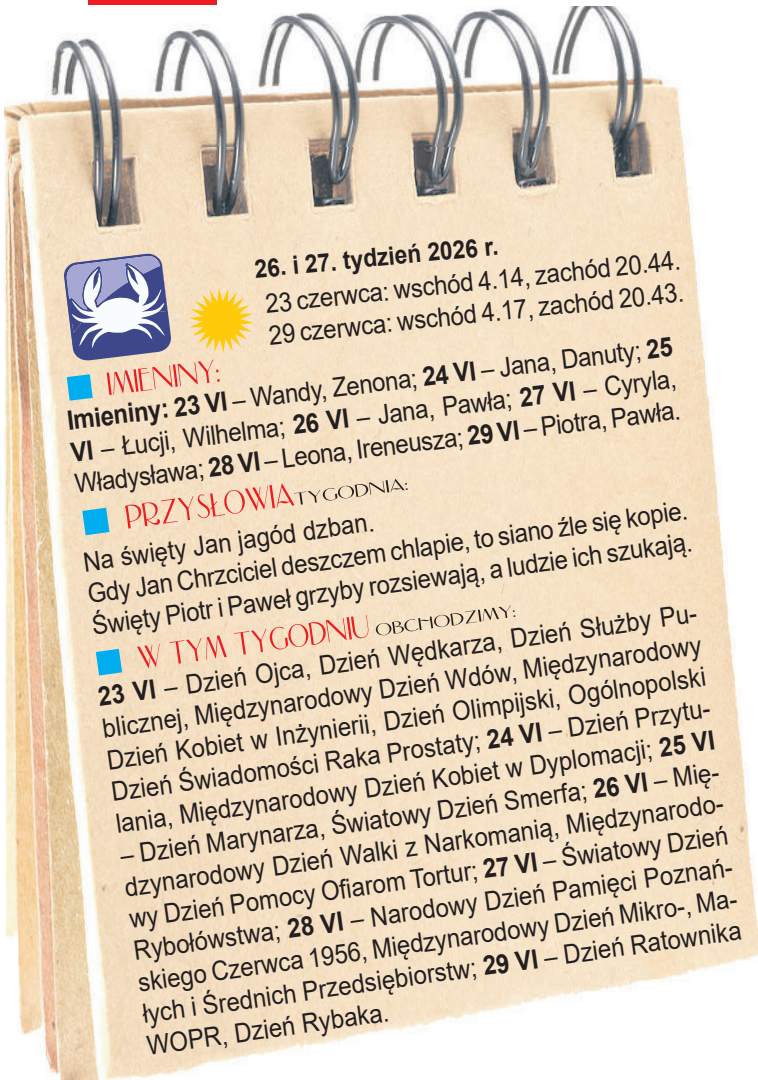 26. i 27. tydzień 2026 r.
23 czerwca: wschód 4.14, zachód 20.44.
29 czerwca: wschód 4.17, zachód 20.43.
IMIENINY:
Imieniny: 23 VI – Wandy, Zenona; 24 VI – Jana, Danuty; 25
VI – Łucji, Wilhelma; 26 VI – Jana, Pawła; 27 VI – Cyryla,
Władysława; 28 VI – Leona, Ireneusza; 29 VI – Piotra, Pawła.
PRZYSŁOWIA TYGODNIA:
Na święty Jan jagód dzban.
Gdy Jan Chrzciciel deszczem chlapie, to siano źle się kopie.
Święty Piotr i Paweł grzyby rozsiewają, a ludzie ich szukają.
W TYM TYGODNIU OBCHODZIMY:
23 VI – Dzień Ojca, Dzień Wędkarza, Dzień Służby Pu-
blicznej, Międzynarodowy Dzień Wdów, Międzynarodowy
Dzień Kobiet w Inżynierii, Dzień Olimpijski, Ogólnopolski
Dzień Świadomości Raka Prostaty; 24 VI – Dzień Przytu-
lania, Międzynarodowy Dzień Kobiet w Dyplomacji; 25 VI
– Dzień Marynarza, Światowy Dzień Smerfa; 26 VI – Mię-
dzynarodowy Dzień Walki z Narkomanią, Międzynarodo-
wy Dzień Pomocy Ofiarom Tortur; 27 VI – Światowy Dzień
Rybołówstwa; 28 VI – Narodowy Dzień Pamięci Poznań-
skiego Czerwca 1956, Międzynarodowy Dzień Mikro-, Ma-
łych i Średnich Przedsiębiorstw; 29 VI – Dzień Ratownika
WOPR, Dzień Rybaka.